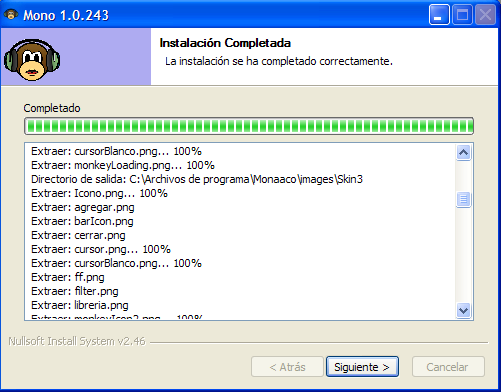 Mono 1.0.243
Instalación Completada
La instalación se ha completado correctamente.
Completado
Extraer: cursorBlanco.png... 100%
Extraer: monkeyLoading.png... 100%
Directorio de salida: C:\Archivos de programa\Monaaco\images\Skin3
Extraer: Icono.png... 100%
Extraer: agregar.png
Extraer: barIcon.png
Extraer: cerrar.png
Extraer: cursor.png... 100%
Extraer: cursorBlanco.png... 100%
Extraer: ff.png
Extraer: filter.png
Extraer: libreria.png
Extraer: monkeyIcon2.png... 100%
Nullsoft Install System v2.46
< Atrás
Siguiente >
Cancelar